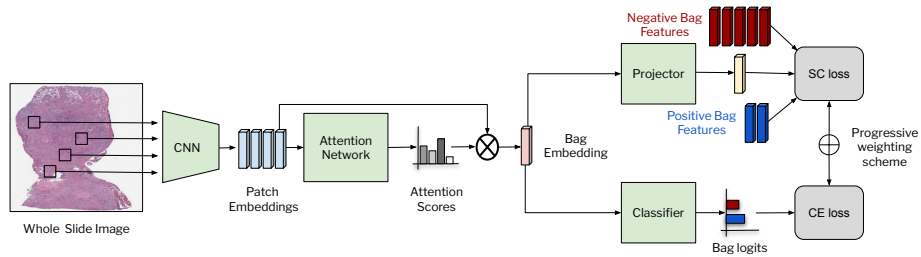 Negative Bag
Features
Projector
SC loss
Positive Bag
Features
CNN
Attention
Network
Bag
Embedding
Progressive
weighting
scheme
Patch
Embeddings
Attention
Scores
Whole Slide Image
Classifier
CE loss
Bag logits